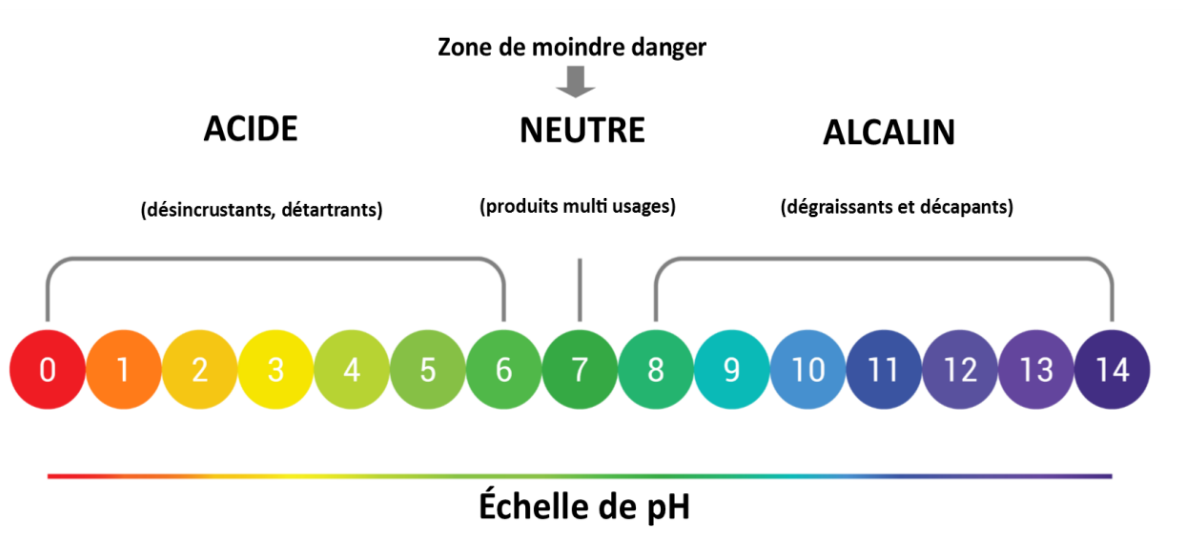 Zone de moindre danger
ACIDE
NEUTRE
ALCALIN
(désincrustants, détartrants)
(produits multi usages)
(dégraissants et décapants)
0 1 2 3 4 5 6 7 8 9 10 11 12 13 14
Échelle de pH